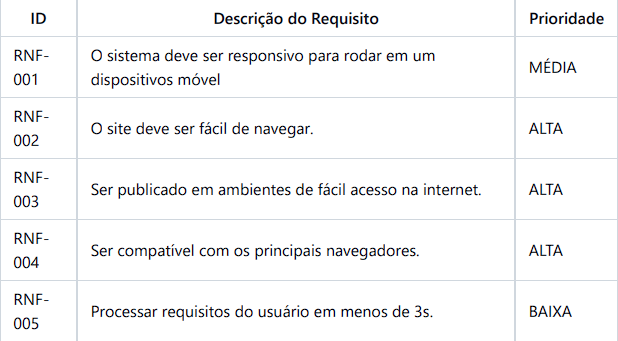 ID Descrição do Requisito Prioridade
RNF-
001
O sistema deve ser responsivo para rodar em um
dispositivos móvel
MÉDIA
RNF-
002
O site deve ser fácil de navegar.
ALTA
RNF-
003
Ser publicado em ambientes de fácil acesso na internet.
ALTA
RNF-
004
Ser compatível com os principais navegadores.
ALTA
RNF-
005
Processar requisitos do usuário em menos de 3s.
BAIXA